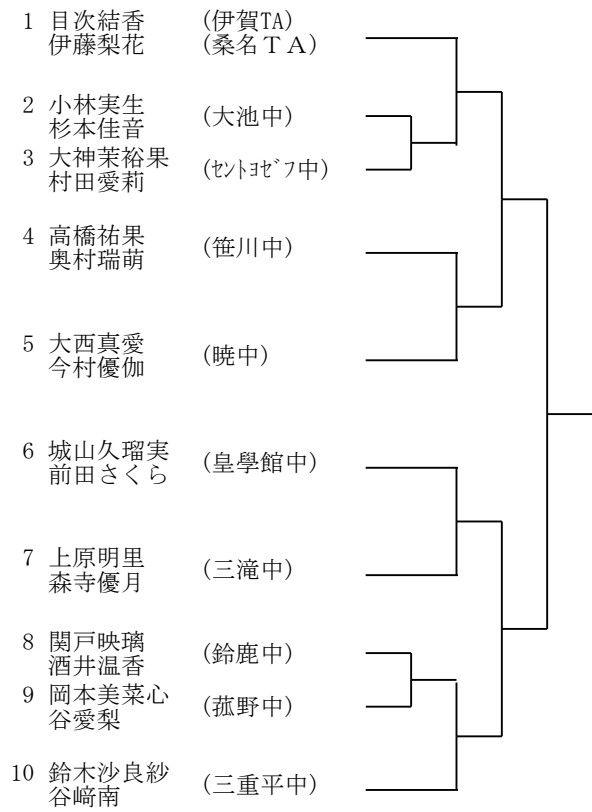 1 目次結香 (伊賀TA)
伊藤梨花 (桑名ＴＡ)
2 小林実生
杉本佳音 (大池中)
3 大神茉裕果
村田愛莉 (ｾﾝﾄﾖｾﾞﾌ中)
4 高橋祐果
奥村瑞萌 (笹川中)
5 大西真愛
今村優伽 (暁中)
6 城山久瑠実
前田さくら (皇學館中)
7 上原明里
森寺優月 (三滝中)
8 関戸映璃
酒井温香 (鈴鹿中)
9 岡本美菜心
谷愛梨 (菰野中)
10 鈴木沙良紗
谷﨑南 (三重平中)